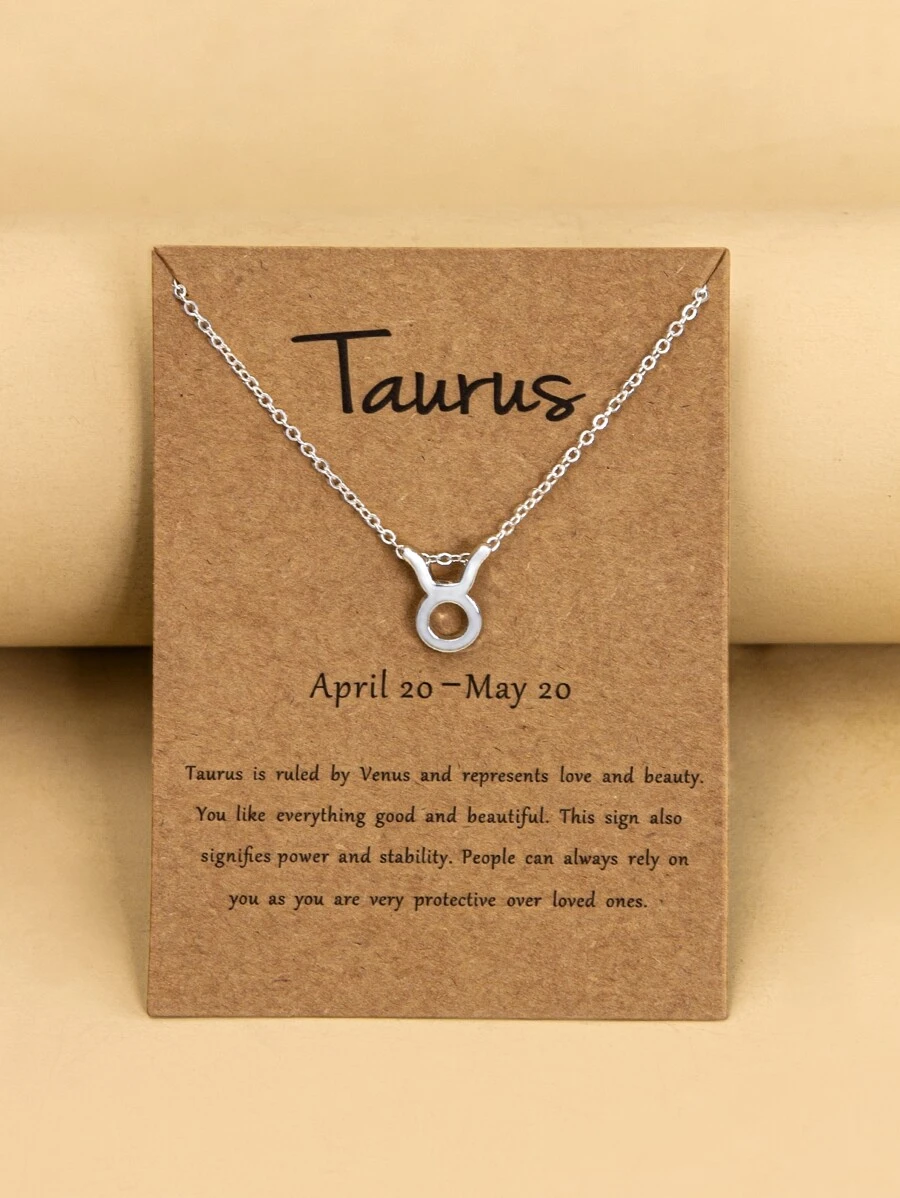 Taurus
April 20–May 20
Taurus is ruled by Venus and represents love and beauty.
You like everything good and beautiful. This sign also
signifies power and stability. People can always rely on
you as you are very protective over loved ones.